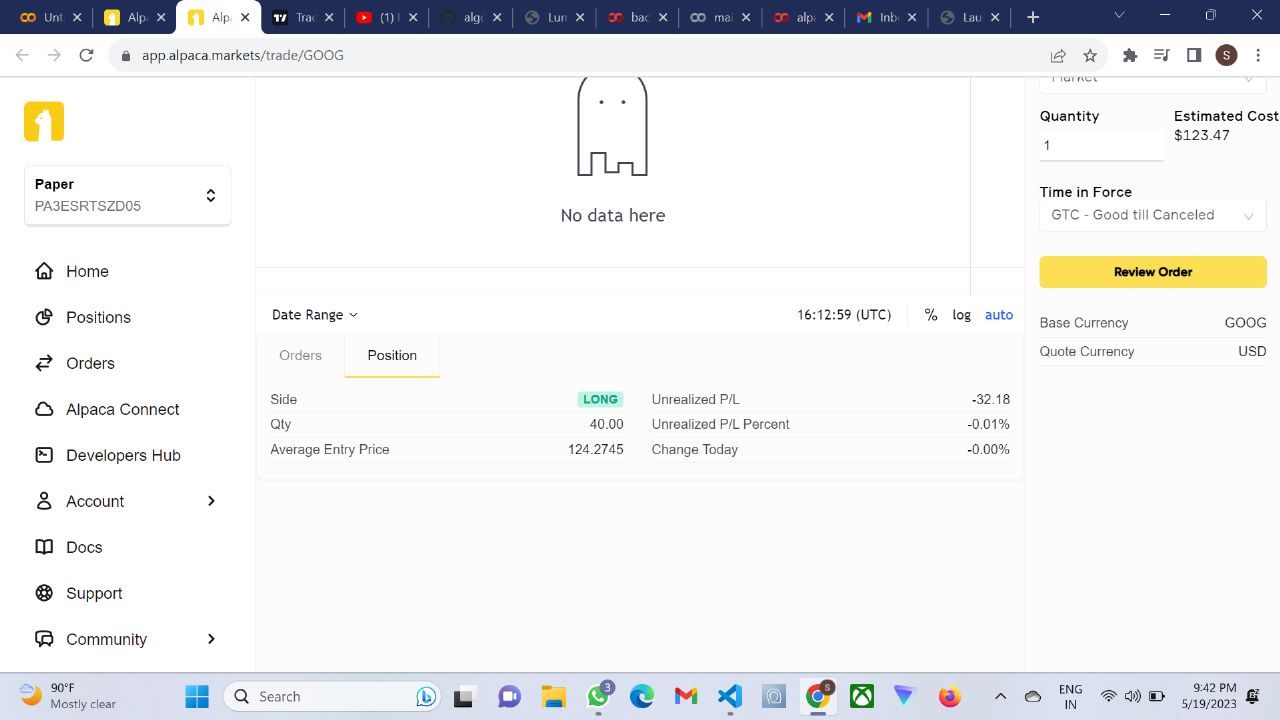 Unt
Alpa
Alpa
Trac
(1) I
algo
Lur
bac
mai
alp
Inb
Lau
app.alpaca.markets/trade/GOOG
S
Paper
PA3ESRTSZD05
Home
Positions
Orders
Alpaca Connect
Developers Hub
Account
Docs
Support
Community
No data here
Date Range
16:12:59 (UTC)
%
log
auto
Orders
Position
Side
LONG
Unrealized P/L
-32.18
Qty
40.00
Unrealized P/L Percent
-0.01%
Average Entry Price
124.2745
Change Today
-0.00%
Market
Quantity
Estimated Cost
1
$123.47
Time in Force
GTC - Good till Canceled
Review Order
Base Currency
GOOG
Quote Currency
USD
90°F
Mostly clear
Search
3
S
ENG
IN
9:42 PM
5/19/2023